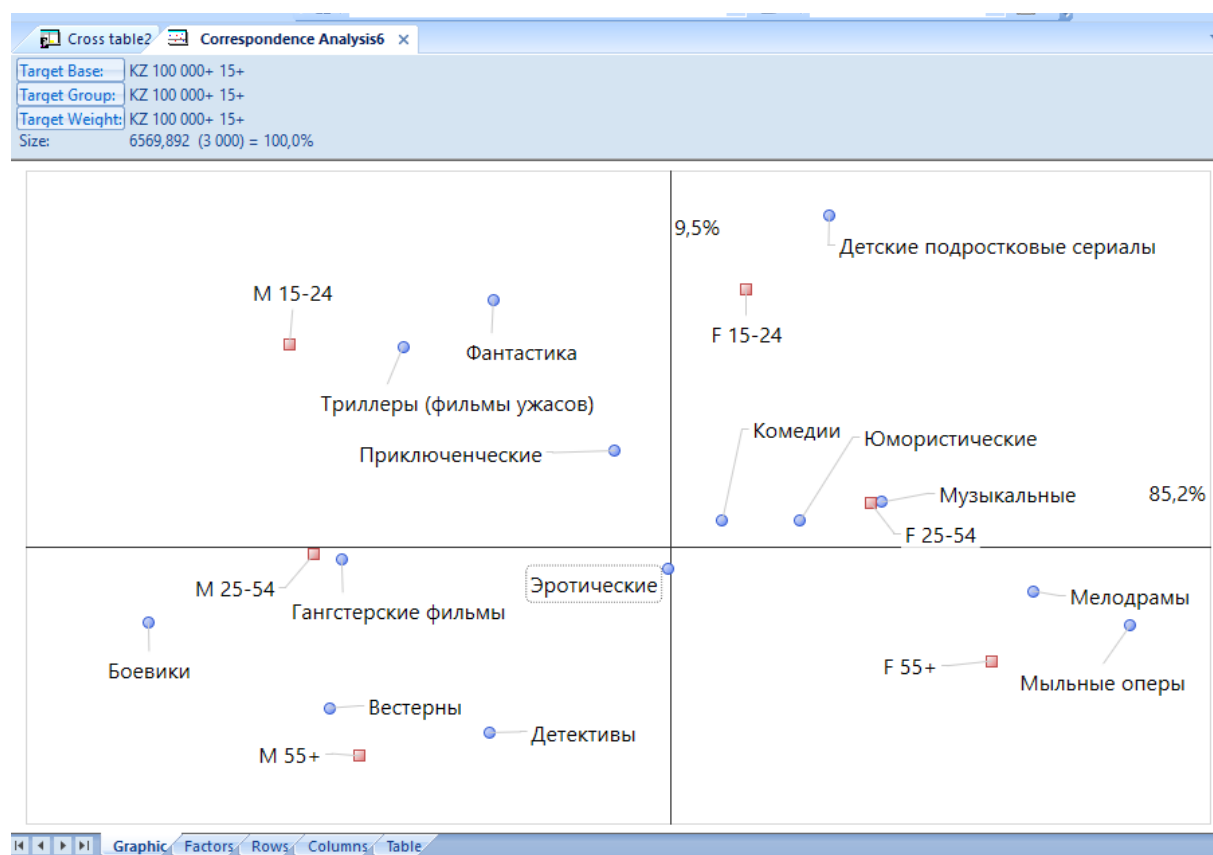 Cross table2
Correspondence Analysis6
Target Base: KZ 100 000+ 15+
Target Group: KZ 100 000+ 15+
Target Weight: KZ 100 000+ 15+
Size: 6569,892 (3 000) = 100,0%
9,5%
Детские подростковые сериалы
M 15-24
F 15-24
Фантастика
Триллеры (фильмы ужасов)
Комедии
Юмористические
Приключенческие
Музыкальные
85,2%
F 25-54
M 25-54
Эротические
Мелодрамы
Гангстерские фильмы
Боевики
F 55+
Мыльные оперы
Вестерны
Детективы
M 55+
Graphic Factors Rows Columns Table